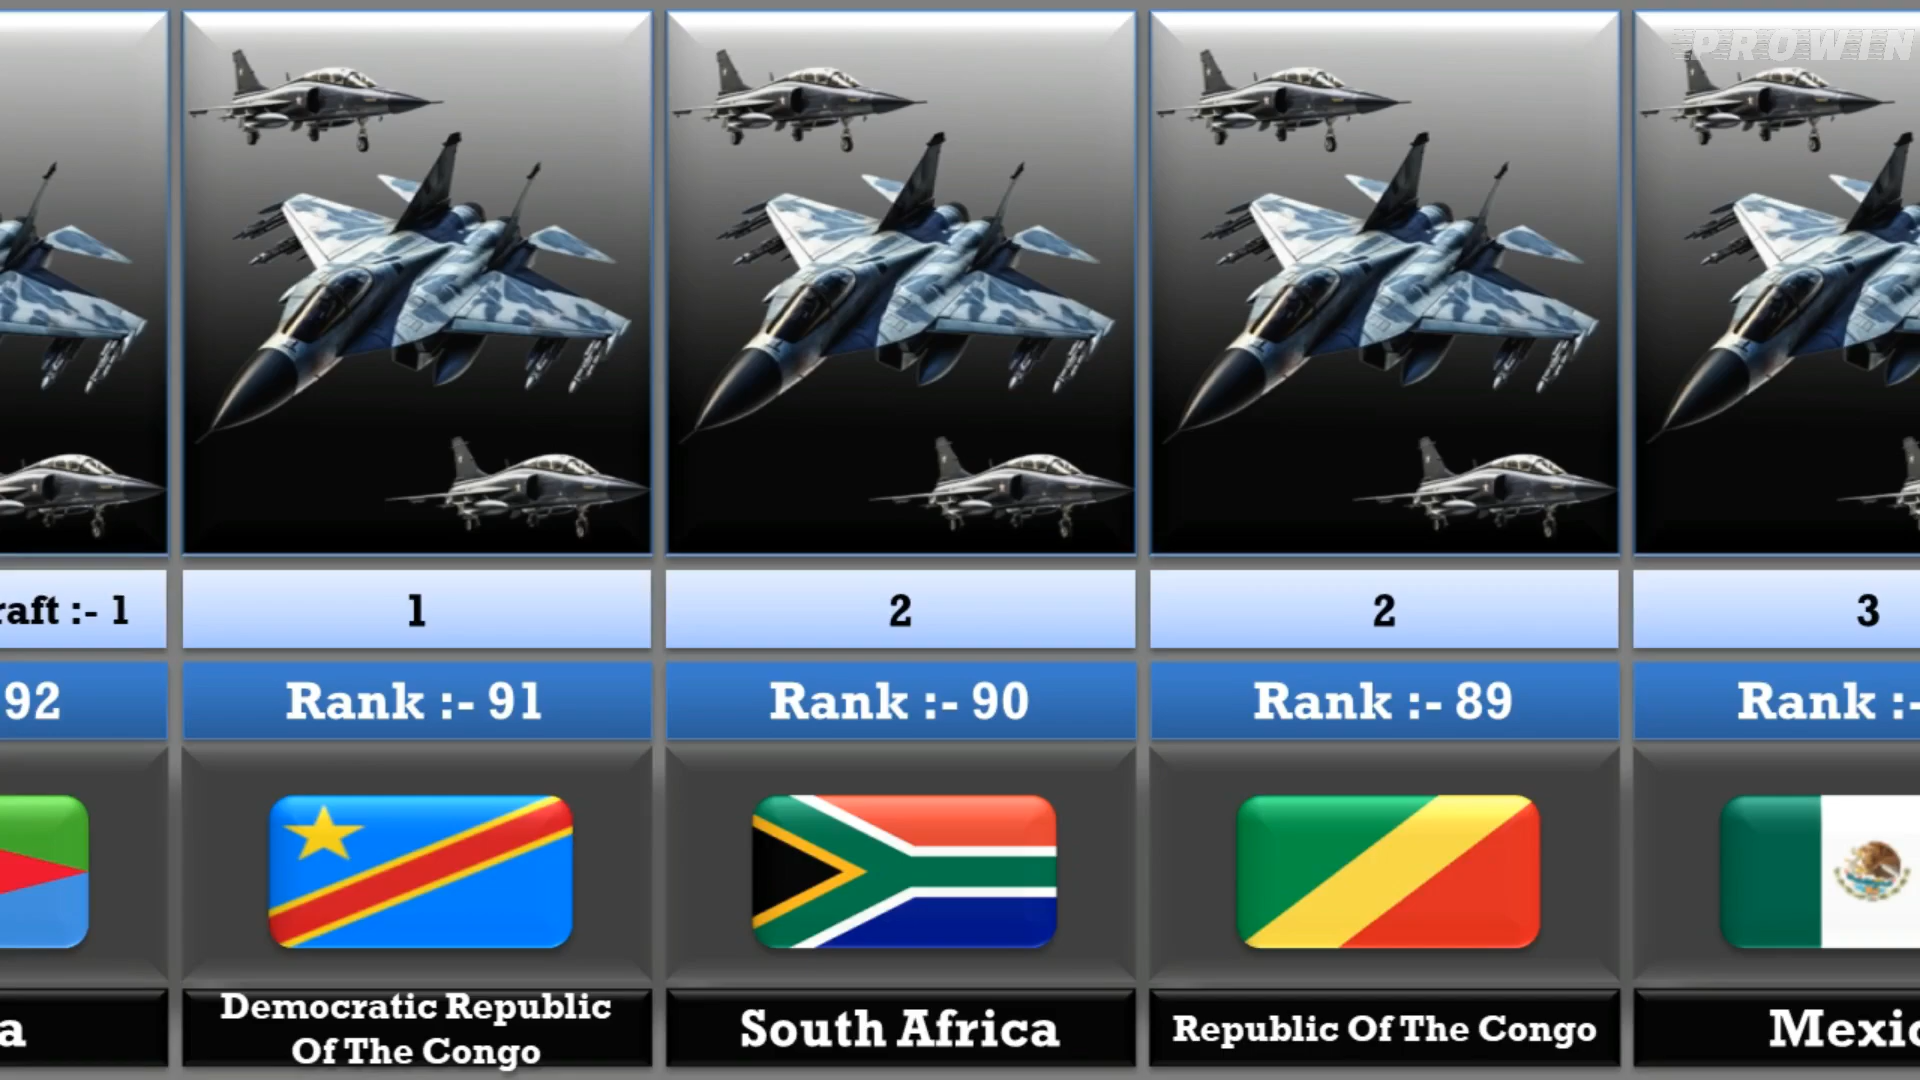 PROWIN
raft :- 1
1
2
2
3
92
Rank :- 91
Rank :- 90
Rank :- 89
Rank :-
a
Democratic Republic
Of The Congo
South Africa
Republic Of The Congo
Mexic